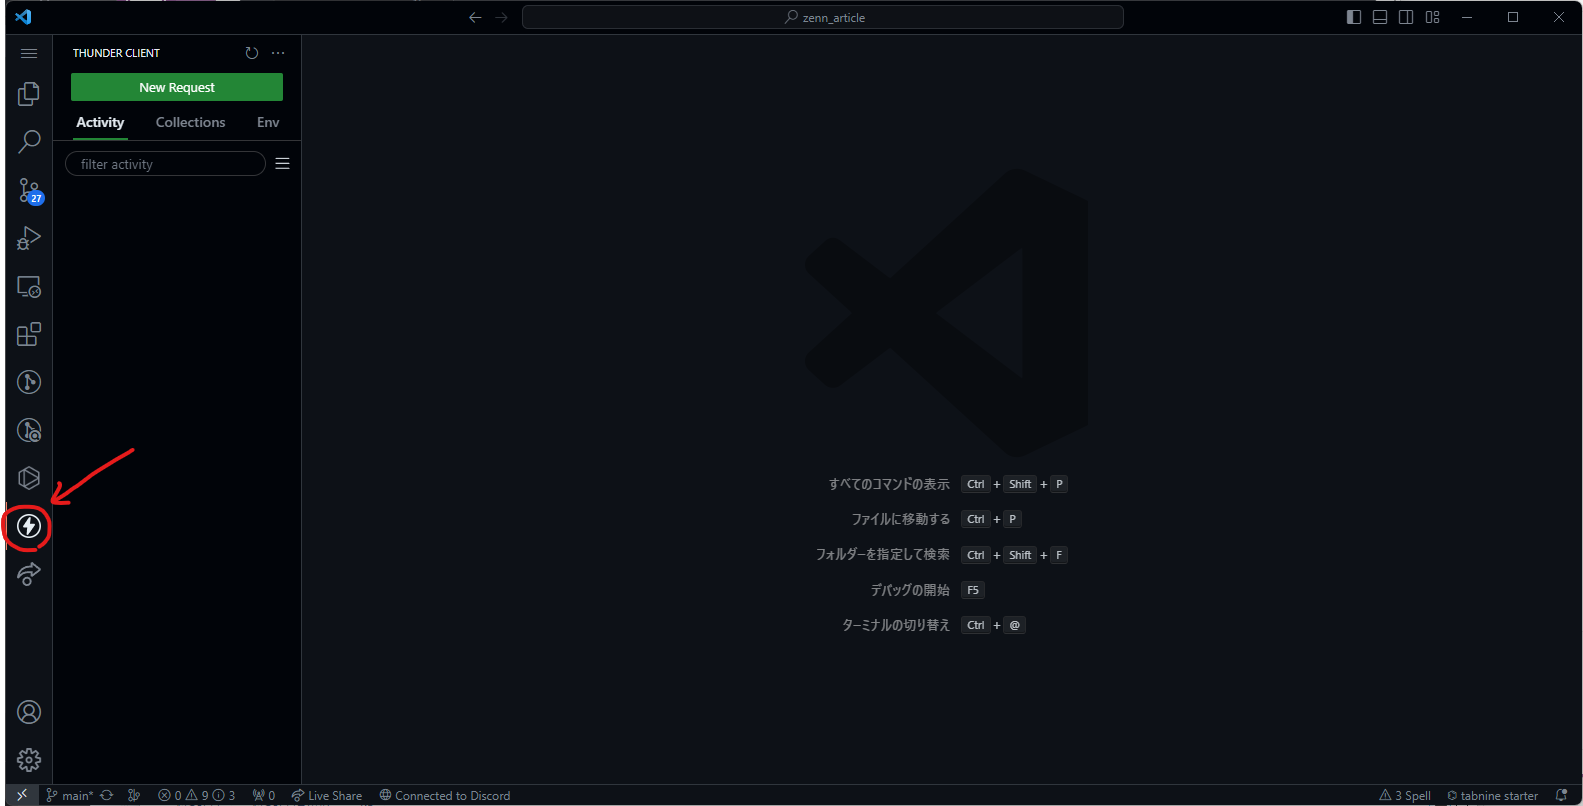 zenn_article
THUNDER CLIENT
New Request
Activity Collections Env
filter activity
27
すべてのコマンドの表示 Ctrl + Shift + P
ファイルに移動する Ctrl + P
フォルダーを指定して検索 Ctrl + Shift + F
デバッグの開始 F5
ターミナルの切り替え Ctrl + @
main* 0 9 3 0 Live Share Connected to Discord 3 Spell tabnine starter